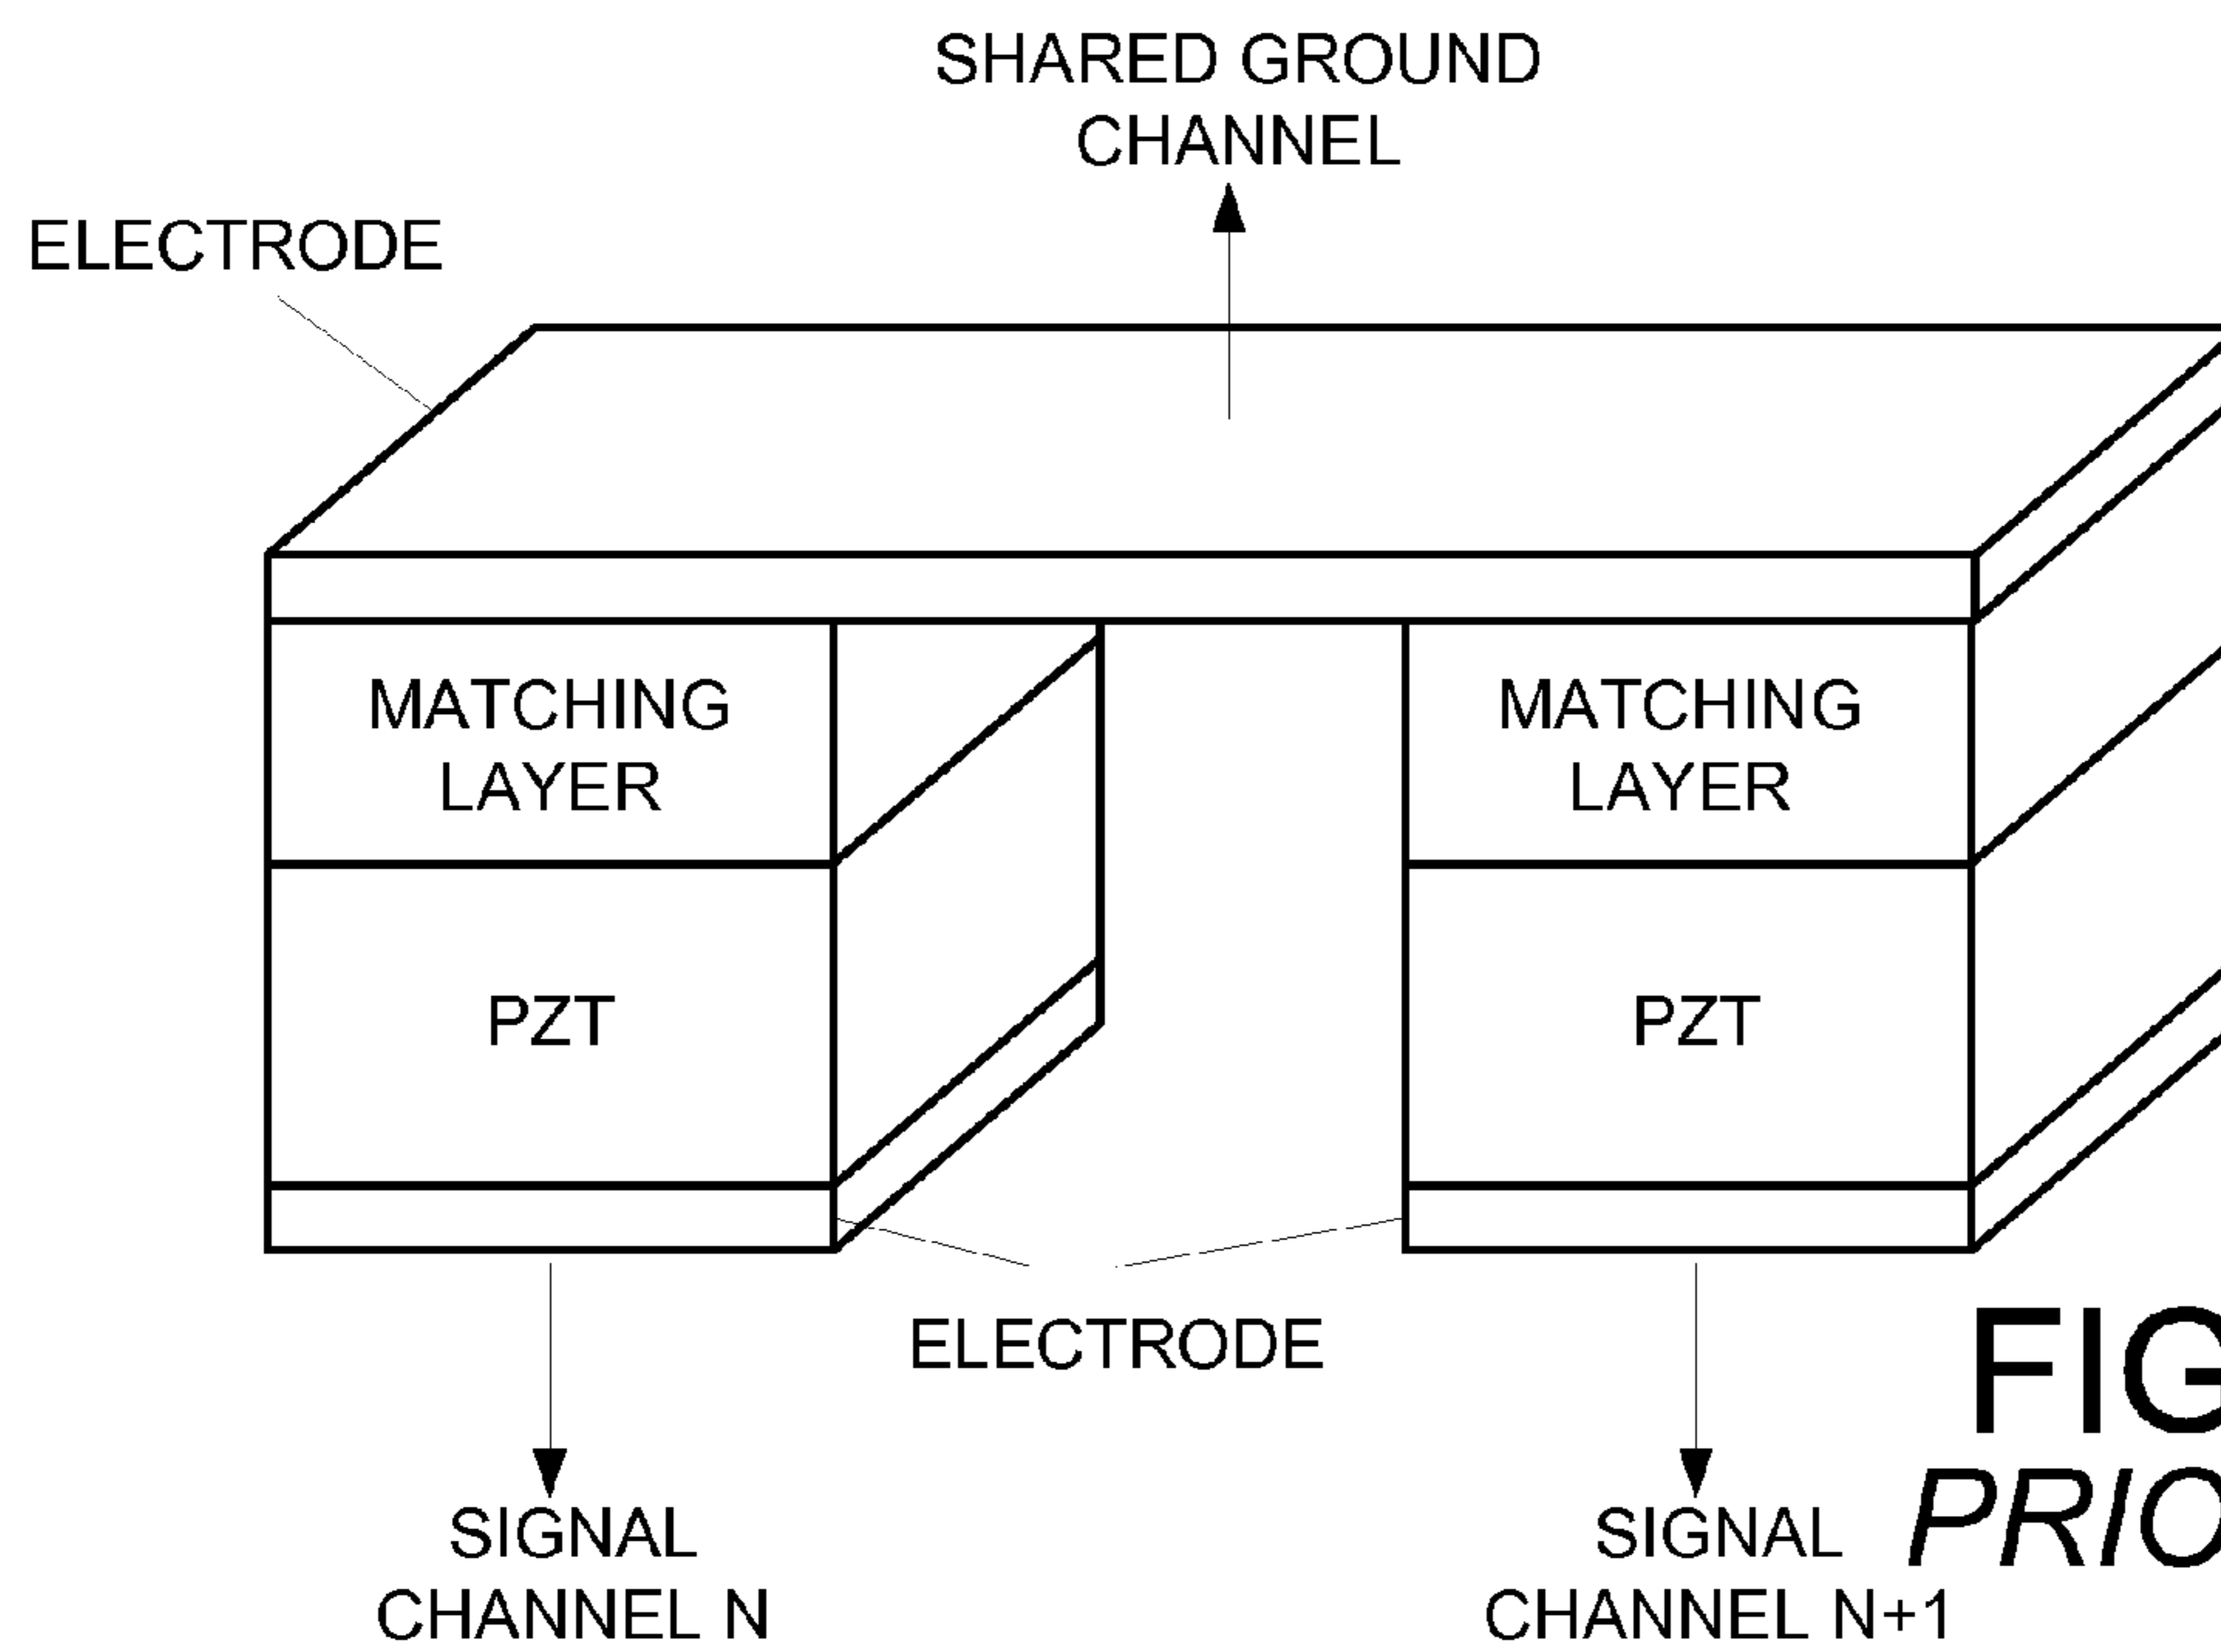 SHARED GROUND
CHANNEL
ELECTRODE
MATCHING
LAYER
MATCHING
LAYER
PZT
PZT
ELECTRODE
SIGNAL
CHANNEL N
SIGNAL
CHANNEL N+1
FIG
PRIO